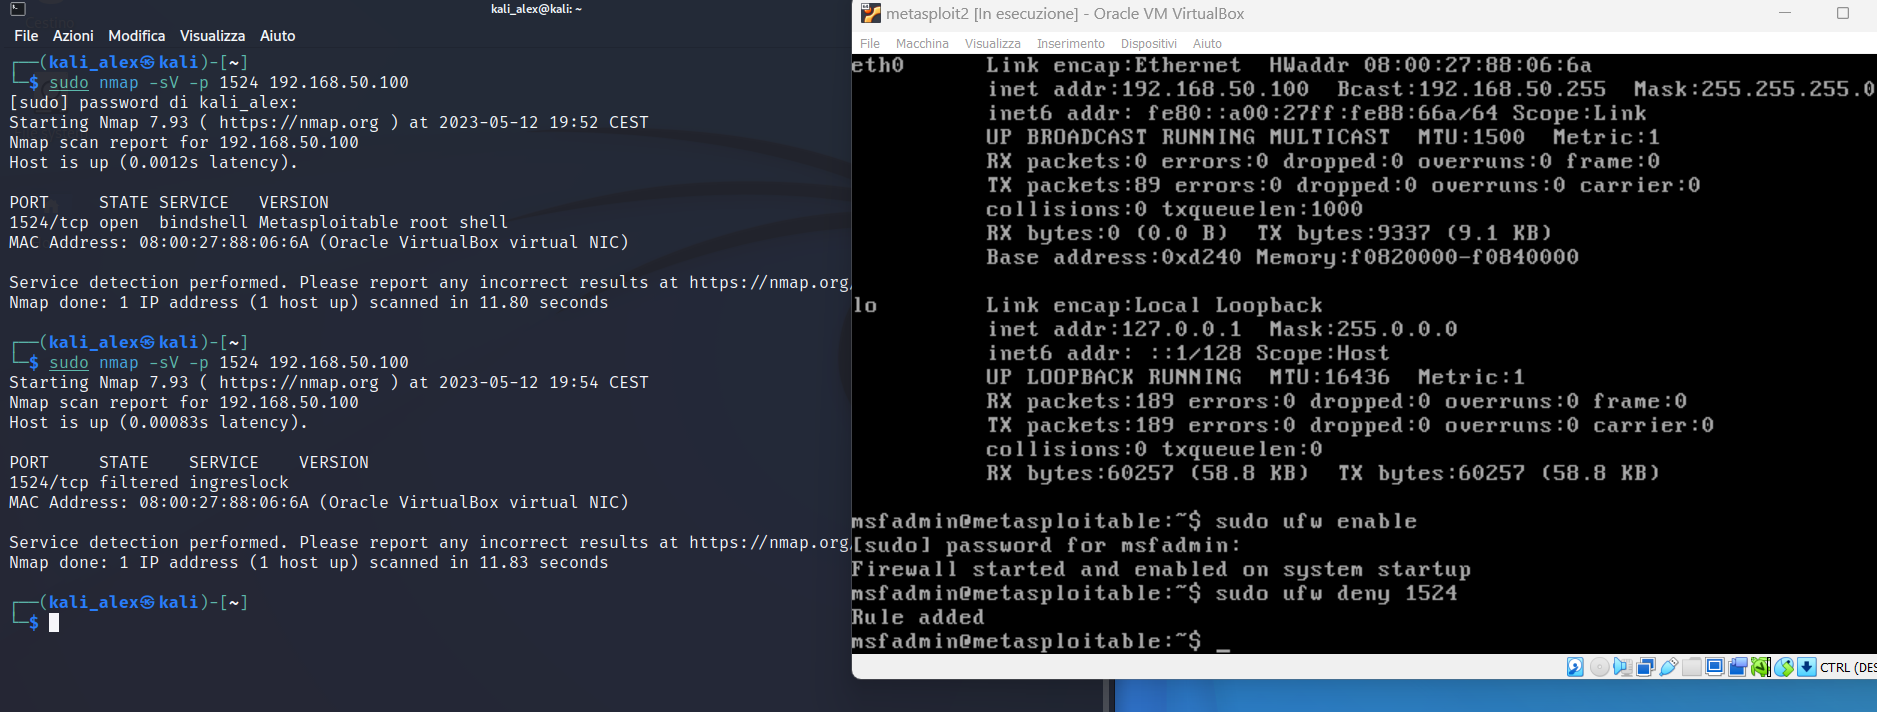 kali_alex@kali: ~
File Azioni Modifica Visualizza Aiuto
┌──(kali_alex㉿kali)-[~]
└─$ sudo nmap -sV -p 1524 192.168.50.100
[sudo] password di kali_alex:
Starting Nmap 7.93 ( https://nmap.org ) at 2023-05-12 19:52 CEST
Nmap scan report for 192.168.50.100
Host is up (0.0012s latency).
PORT     STATE SERVICE   VERSION
1524/tcp open  bindshell Metasploitable root shell
MAC Address: 08:00:27:88:06:6A (Oracle VirtualBox virtual NIC)
Service detection performed. Please report any incorrect results at https://nmap.org/
Nmap done: 1 IP address (1 host up) scanned in 11.80 seconds
┌──(kali_alex㉿kali)-[~]
└─$ sudo nmap -sV -p 1524 192.168.50.100
Starting Nmap 7.93 ( https://nmap.org ) at 2023-05-12 19:54 CEST
Nmap scan report for 192.168.50.100
Host is up (0.00083s latency).
PORT     STATE    SERVICE    VERSION
1524/tcp filtered ingreslock
MAC Address: 08:00:27:88:06:6A (Oracle VirtualBox virtual NIC)
Service detection performed. Please report any incorrect results at https://nmap.org/
Nmap done: 1 IP address (1 host up) scanned in 11.83 seconds
┌──(kali_alex㉿kali)-[~]
└─$
metasploit2 [In esecuzione] - Oracle VM VirtualBox
File Macchina Visualizza Inserimento Dispositivi Aiuto
eth0      Link encap:Ethernet  HWaddr 08:00:27:88:06:6a
inet addr:192.168.50.100  Bcast:192.168.50.255  Mask:255.255.255.0
inet6 addr: fe80::a00:27ff:fe88:66a/64 Scope:Link
UP BROADCAST RUNNING MULTICAST  MTU:1500  Metric:1
RX packets:0 errors:0 dropped:0 overruns:0 frame:0
TX packets:89 errors:0 dropped:0 overruns:0 carrier:0
collisions:0 txqueuelen:1000
RX bytes:0 (0.0 B)  TX bytes:9337 (9.1 KB)
Base address:0xd240 Memory:f0820000-f0840000
lo        Link encap:Local Loopback
inet addr:127.0.0.1  Mask:255.0.0.0
inet6 addr: ::1/128 Scope:Host
UP LOOPBACK RUNNING  MTU:16436  Metric:1
RX packets:189 errors:0 dropped:0 overruns:0 frame:0
TX packets:189 errors:0 dropped:0 overruns:0 carrier:0
collisions:0 txqueuelen:0
RX bytes:60257 (58.8 KB)  TX bytes:60257 (58.8 KB)
msfadmin@metasploitable:~$ sudo ufw enable
[sudo] password for msfadmin:
Firewall started and enabled on system startup
msfadmin@metasploitable:~$ sudo ufw deny 1524
Rule added
msfadmin@metasploitable:~$ _
CTRL (DES